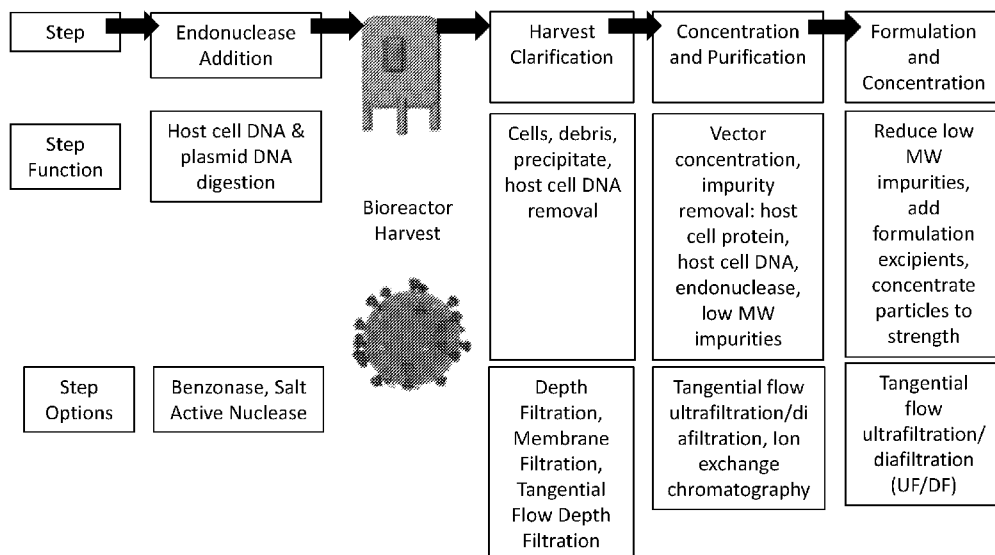 Step
Endonuclease
Addition
Harvest
Clarification
Concentration
and Purification
Formulation
and
Concentration
Step
Function
Host cell DNA &
plasmid DNA
digestion
Bioreactor
Harvest
Cells, debris,
precipitate,
host cell DNA
removal
Vector
concentration,
impurity
removal: host
cell protein,
host cell DNA,
endonuclease,
low MW
impurities
Reduce low
MW
impurities,
add
formulation
excipients,
concentrate
particles to
strength
Step
Options
Benzonase, Salt
Active Nuclease
Depth
Filtration,
Membrane
Filtration,
Tangential
Flow Depth
Filtration
Tangential flow
ultrafiltration/di
afiltration, Ion
exchange
chromatography
Tangential
flow
ultrafiltration/
diafiltration
(UF/DF)